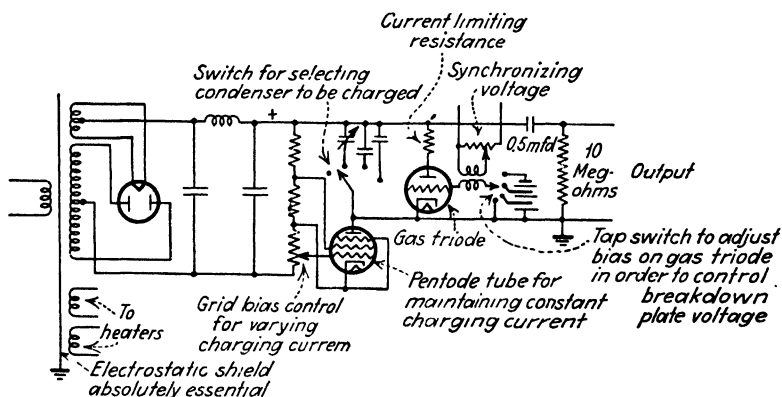 Current limiting
resistance
Switch for selecting
condenser to be charged
Synchronizing
voltage
+
0.5mfd
10
Meg-
ohms
Output
Gas triode
Tap switch to adjust
bias on gas triode
in order to control
breakdown
plate voltage
Pentode tube for
maintaining constant
charging current
Grid bias control
for varying
charging currem
To
heaters
Electrostatic shield
absolutely essential